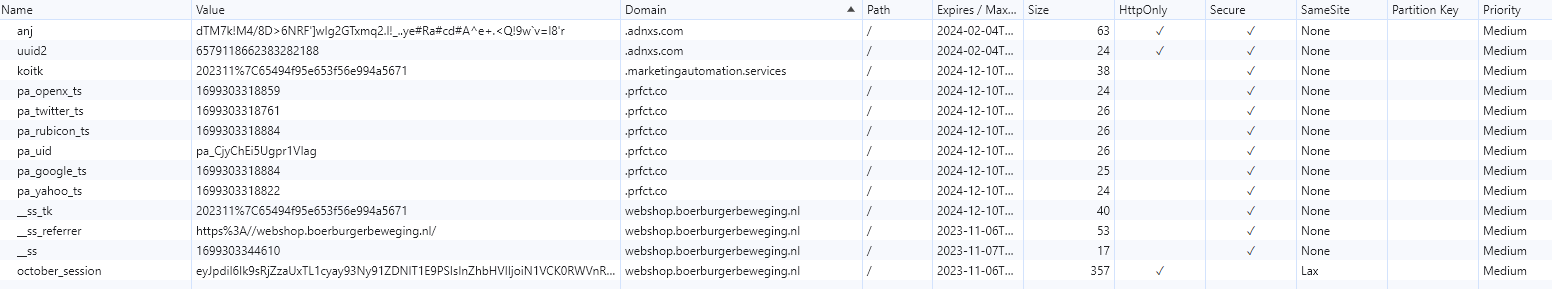 Name Value Domain Path Expires / Max... Size HttpOnly Secure SameSite Partition Key Priority
anj dTM7k!M4/8D>6NRF']wIg2GTxmq2.I!_..ye#Ra#cd#A^e+.<Q!9w`v=I8'r .adnxs.com / 2024-02-04T... 63 ✓ ✓ None Medium
uuid2 6579118662383282188 .adnxs.com / 2024-02-04T... 24 ✓ ✓ None Medium
koitk 202311%7C65494f95e653f56e994a5671 .marketingautomation.services / 2024-12-10T... 38 ✓ None Medium
pa_openx_ts 1699303318859 .prfct.co / 2024-12-10T... 24 ✓ None Medium
pa_twitter_ts 1699303318761 .prfct.co / 2024-12-10T... 26 ✓ None Medium
pa_rubicon_ts 1699303318884 .prfct.co / 2024-12-10T... 26 ✓ None Medium
pa_uid pa_CjyChEi5Ugpr1VIag .prfct.co / 2024-12-10T... 26 ✓ None Medium
pa_google_ts 1699303318884 .prfct.co / 2024-12-10T... 25 ✓ None Medium
pa_yahoo_ts 1699303318822 .prfct.co / 2024-12-10T... 24 ✓ None Medium
__ss_tk 202311%7C65494f95e653f56e994a5671 webshop.boerburgerbeweging.nl / 2024-12-10T... 40 ✓ None Medium
__ss_referrer https%3A//webshop.boerburgerbeweging.nl/ webshop.boerburgerbeweging.nl / 2023-11-06T... 53 ✓ None Medium
__ss 1699303344610 webshop.boerburgerbeweging.nl / 2023-11-07T... 17 ✓ None Medium
october_session eyJpdiI6Ik9sRjZzaUxTL1cyay93Ny91ZDNIT1E9PSIsInZhbHVlIjoiN1VCK0RWVnR... webshop.boerburgerbeweging.nl / 2023-11-06T... 357 ✓ Lax Medium